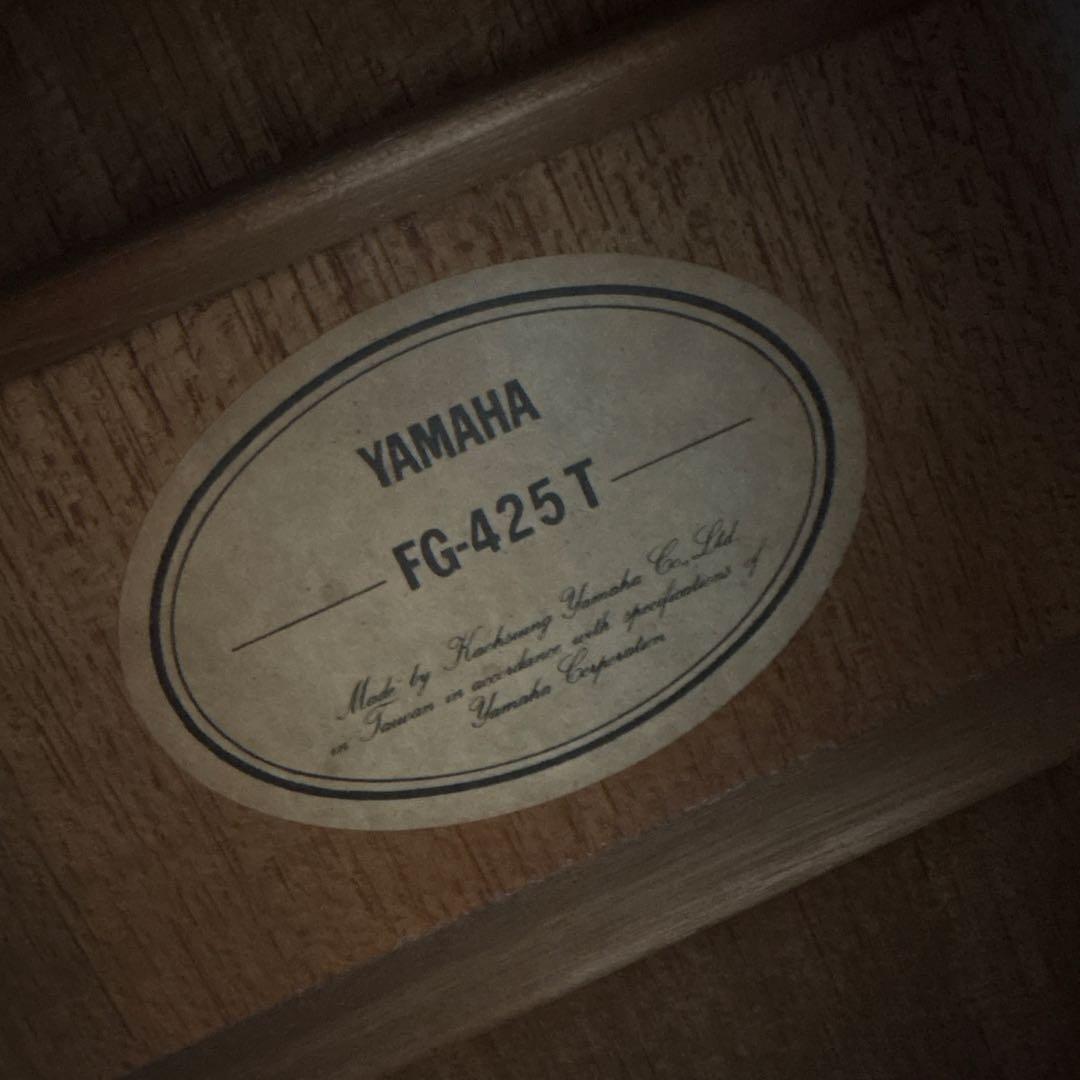 YAMAHA
FG-425T
Made by Kaohsiung Yamaha Co., Ltd.
in Taiwan in accordance with specifications of
Yamaha Corporation